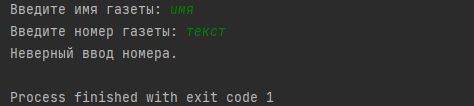 Введите имя газеты: имя
Введите номер газеты: текст
Неверный ввод номера.
Process finished with exit code 1